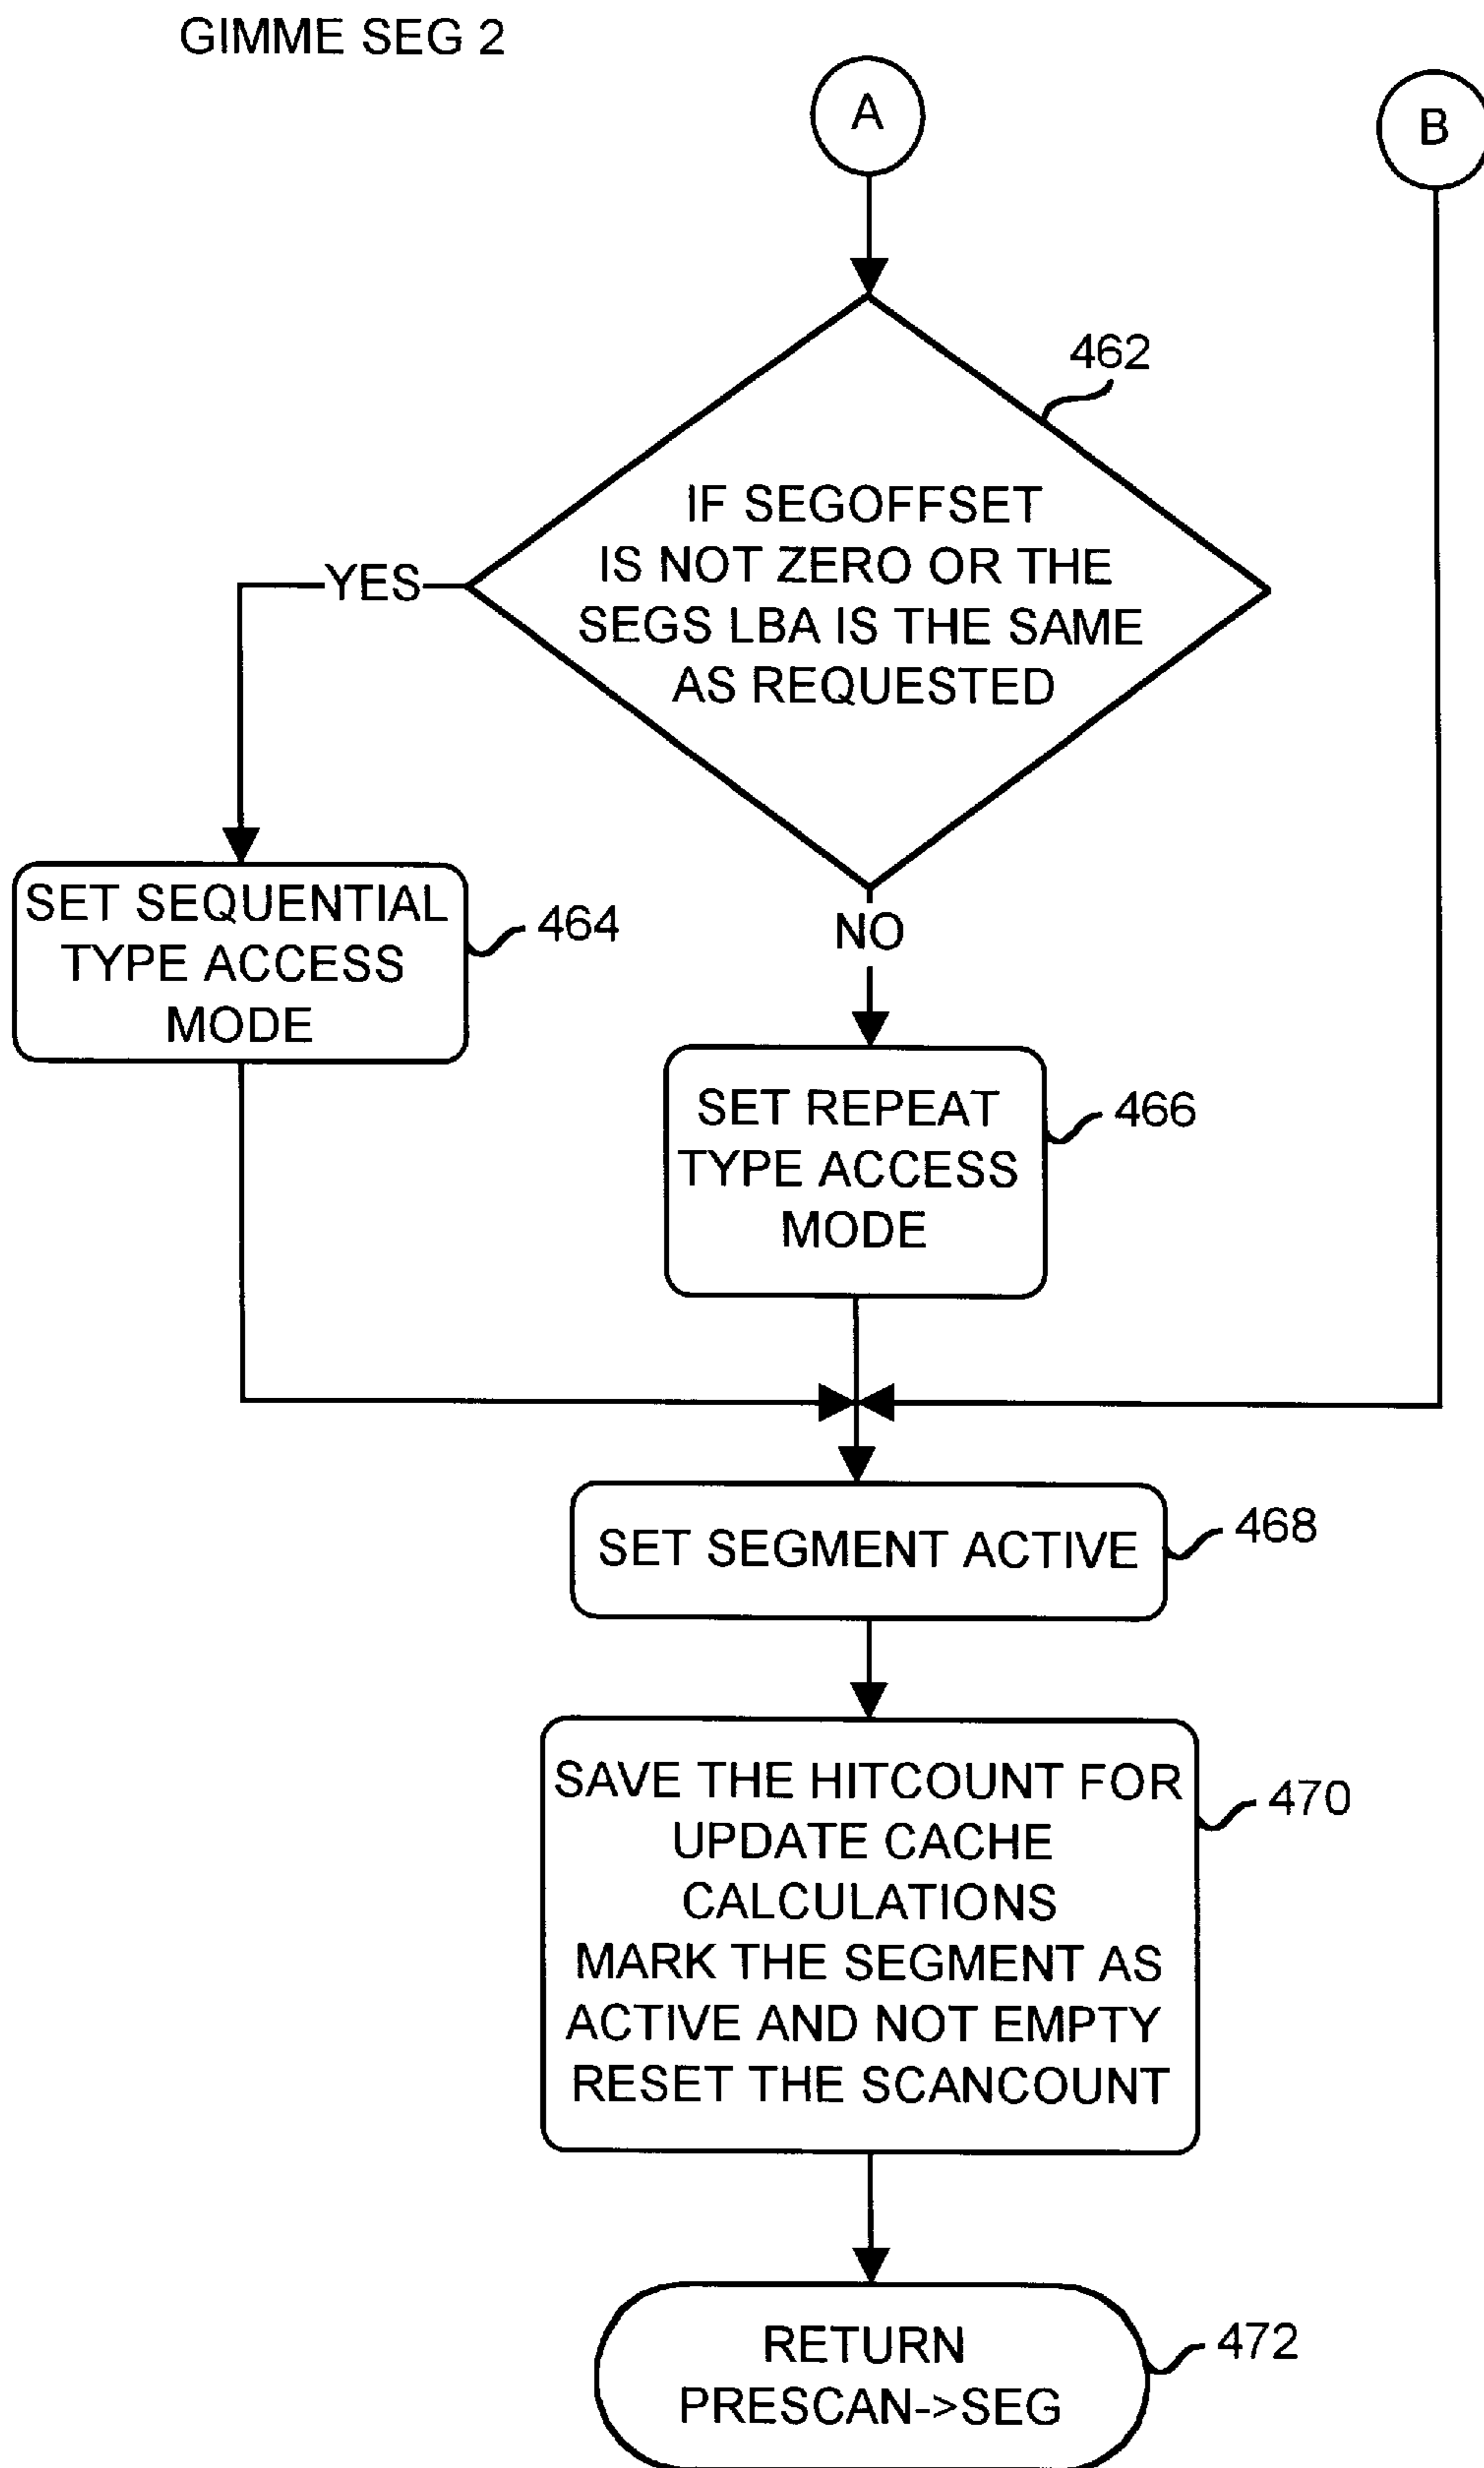 GIMME SEG 2
A
B
462
IF SEGOFFSET
IS NOT ZERO OR THE
SEGS LBA IS THE SAME
AS REQUESTED
YES
NO
SET SEQUENTIAL
TYPE ACCESS
MODE
464
SET REPEAT
TYPE ACCESS
MODE
466
SET SEGMENT ACTIVE
468
SAVE THE HITCOUNT FOR
UPDATE CACHE
CALCULATIONS
MARK THE SEGMENT AS
ACTIVE AND NOT EMPTY
RESET THE SCANCOUNT
470
RETURN
PRESCAN->SEG
472